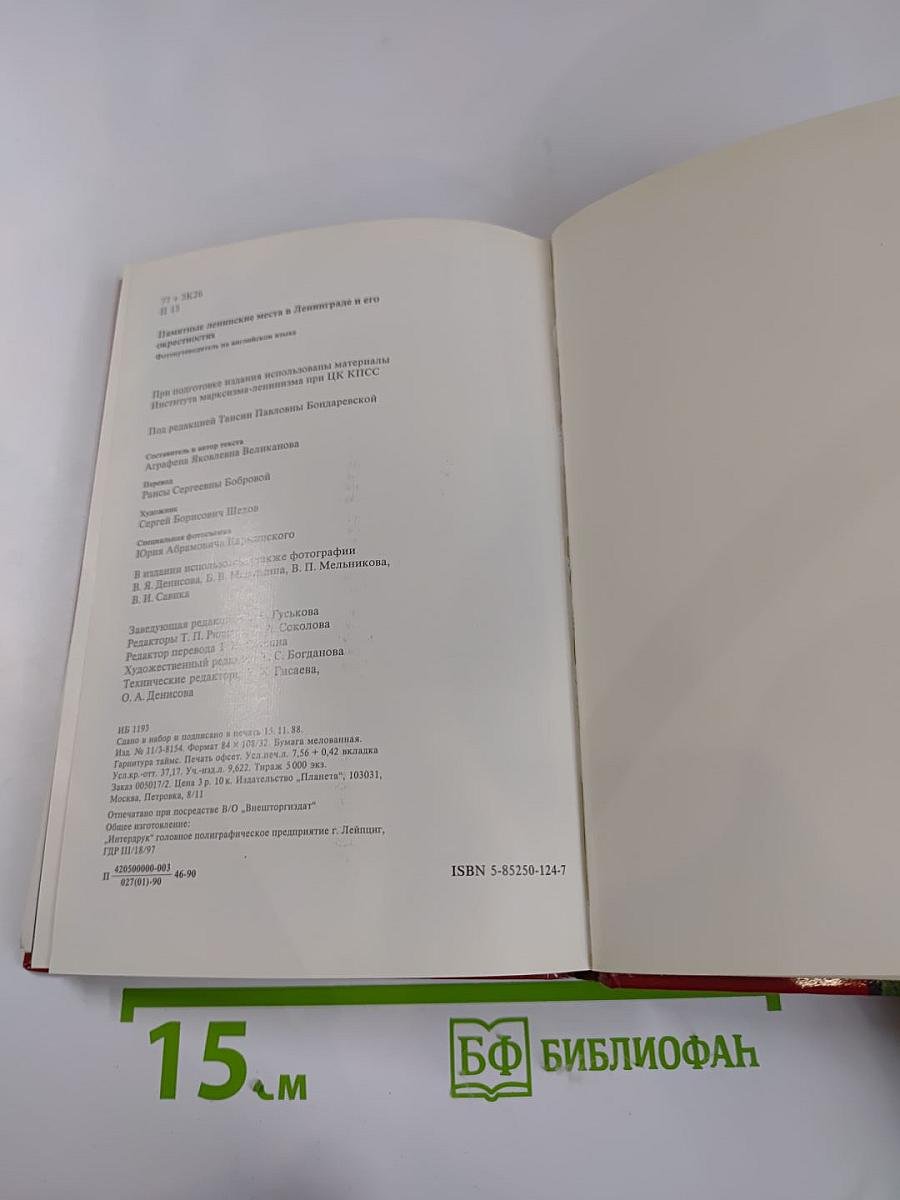 77 + 3К26
П 15
Памятные ленинские места в Ленинграде и его
окрестностях
Фотопутеводитель на английском языке
При подготовке издания использованы материалы
Института марксизма-ленинизма при ЦК КПСС
Под редакцией Таисии Павловны Бондаревской
Составитель и автор текста
Аграфена Яковлевна Великанова
Перевод
Раисы Сергеевны Бобровой
Художник
Сергей Борисович Шехов
Специальная фотосъемка
Юрия Абрамовича
В издании использованы также фотографии
В. Я. Денисова, Б. В. В. П. Мельникова,
В. И. Савика
Заведующая редакцией Гуськова
Редакторы Т. П. Соколова
Редактор перевода
Художественный редактор С. Богданова
Технические редакторы Гисаева,
О. А. Денисова
ИБ 1193
Сдано в набор и подписано в печать 15. 11. 88.
Изд. № 11/3-8154. Формат 84 × 108/32. Бумага мелованная.
Гарнитура таймс. Печать офсет. Усл.печ.л. 7,56 + 0,42 вкладка
Усл.кр.-отт. 37,17. Уч.-изд.л. 9,622. Тираж 5 000 экз.
Заказ 005017/2. Цена 3 р. 10 к. Издательство „Планета“, 103031,
Москва, Петровка, 8/11
Отпечатано при посредстве В/О „Внешторгиздат“
Общее изготовление:
„Интердрук“ головное полиграфическое предприятие г. Лейпциг,
ГДР III/18/97
П 420500000-003 46-90
027(01)-90
ISBN 5-85250-124-7
15 см
БФ БИБЛИОФАН